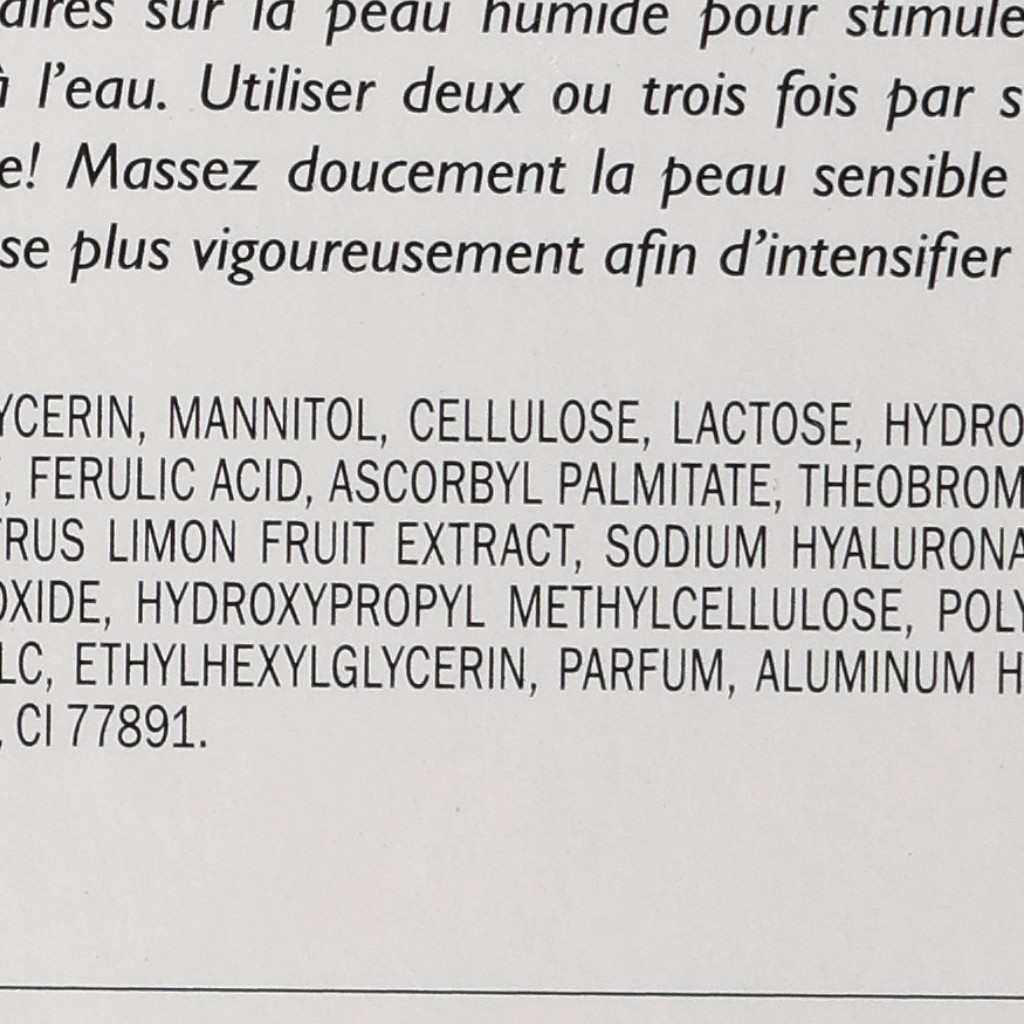 aires sur la peau humide pour stimule
à l'eau. Utiliser deux ou trois fois par s
e! Massez doucement la peau sensible
se plus vigoureusement afin d'intensifier
YCERIN, MANNITOL, CELLULOSE, LACTOSE, HYDRO
, FERULIC ACID, ASCORBYL PALMITATE, THEOBROM
TRUS LIMON FRUIT EXTRACT, SODIUM HYALURONA
OXIDE, HYDROXYPROPYL METHYLCELLULOSE, POLY
LC, ETHYLHEXYLGLYCERIN, PARFUM, ALUMINUM H
, CI 77891.